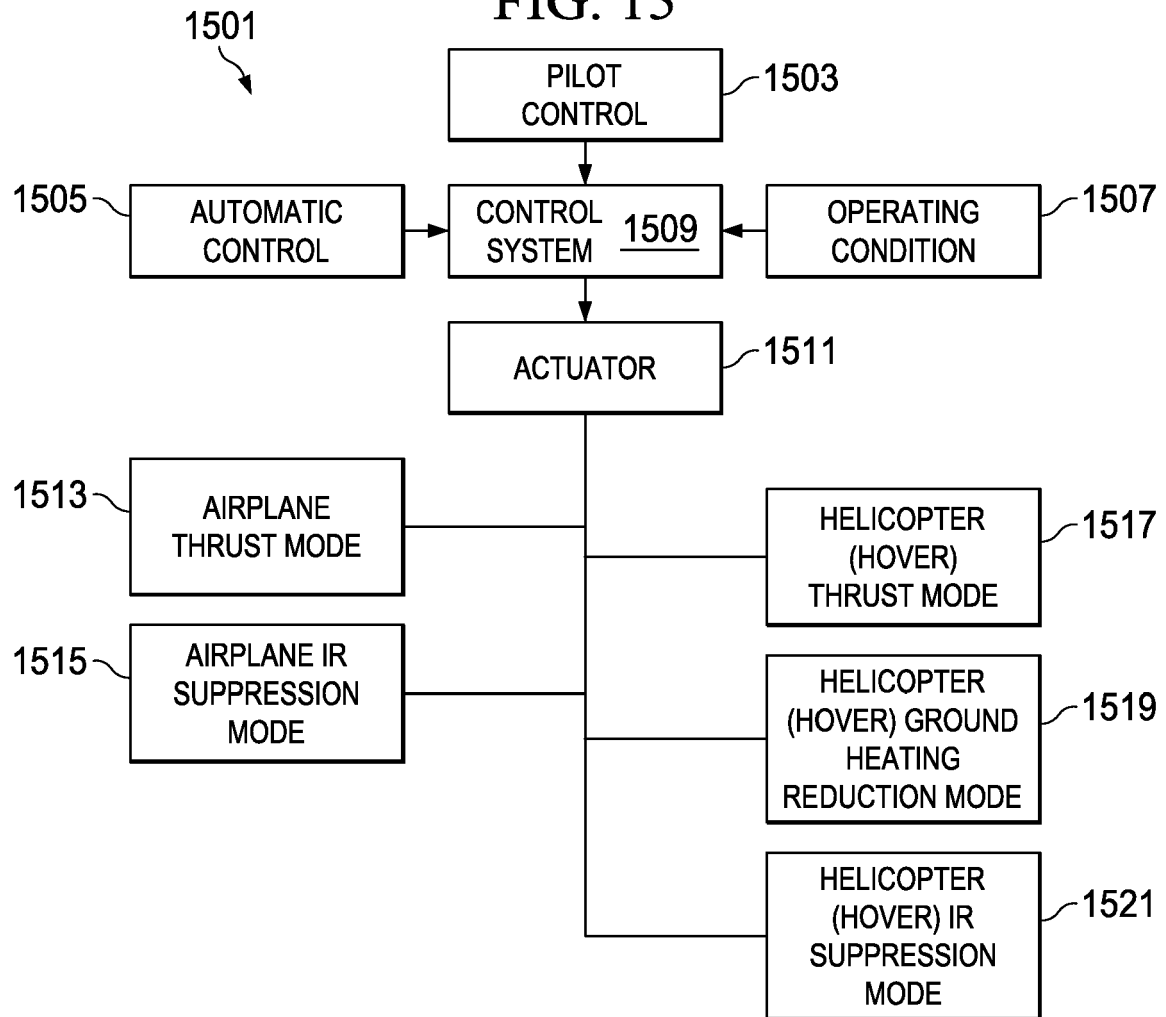 FIG. 15
1501
PILOT
CONTROL
1503
1505
AUTOMATIC
CONTROL
CONTROL
SYSTEM
1509
OPERATING
CONDITION
1507
ACTUATOR
1511
1513
AIRPLANE
THRUST MODE
HELICOPTER
(HOVER)
THRUST MODE
1517
1515
AIRPLANE IR
SUPPRESSION
MODE
HELICOPTER
(HOVER) GROUND
HEATING
REDUCTION MODE
1519
HELICOPTER
(HOVER) IR
SUPPRESSION
MODE
1521